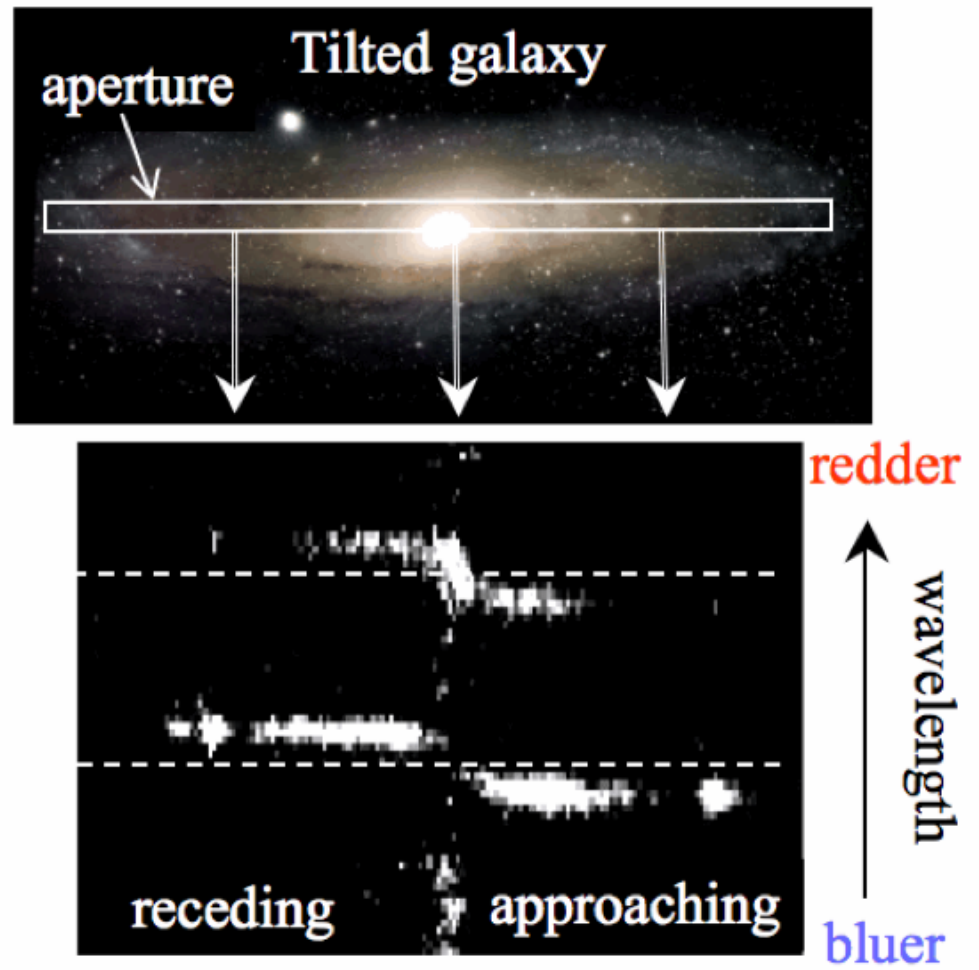 Tilted galaxy
aperture
redder
wavelength
receding
approaching
bluer